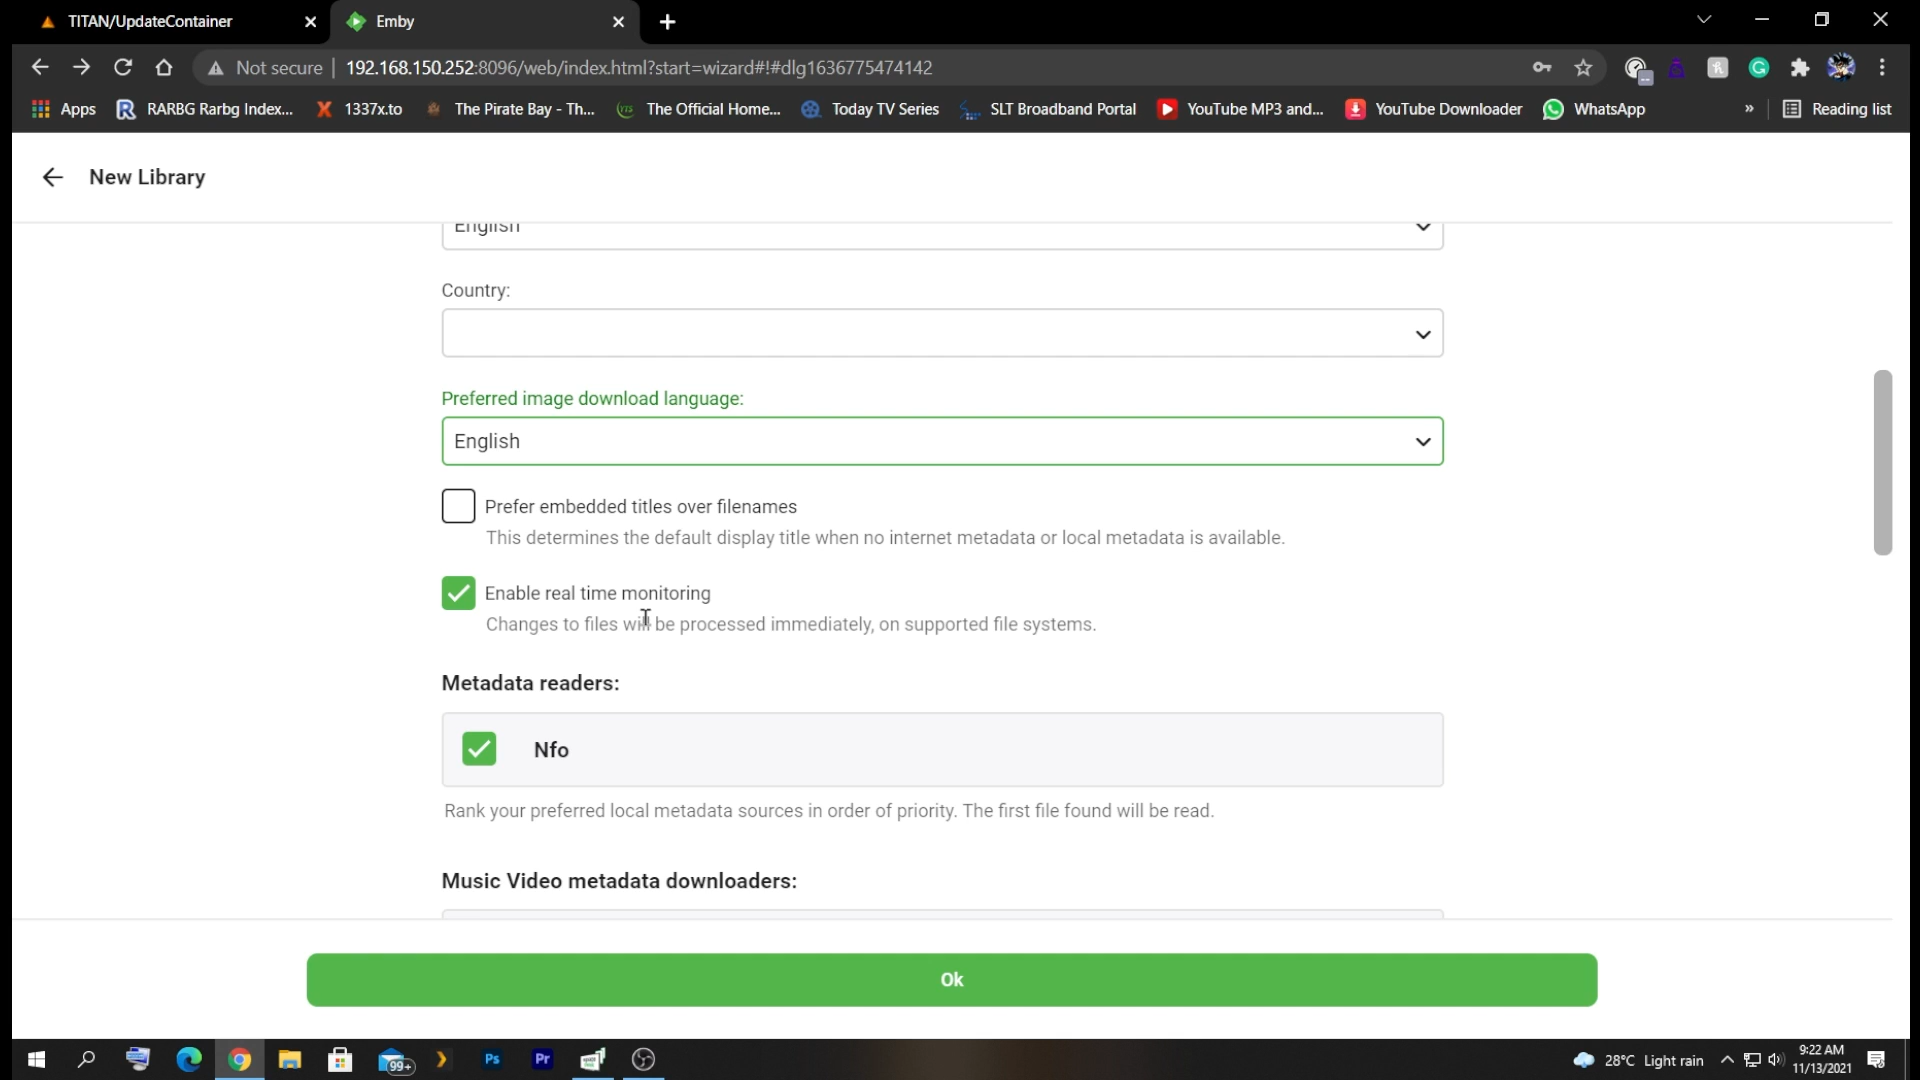 TITAN/UpdateContainer
Emby
Not secure
192.168.150.252:8096/web/index.html?start=wizard#!#dlg1636775474142
Apps
RARBG Rarbg Index...
1337x.to
The Pirate Bay - Th...
The Official Home...
Today TV Series
SLT Broadband Portal
YouTube MP3 and...
YouTube Downloader
WhatsApp
»
Reading list
New Library
English
Country:
Preferred image download language:
English
Prefer embedded titles over filenames
This determines the default display title when no internet metadata or local metadata is available.
Enable real time monitoring
Changes to files will be processed immediately, on supported file systems.
Metadata readers:
Nfo
Rank your preferred local metadata sources in order of priority. The first file found will be read.
Music Video metadata downloaders:
Ok
99+
Ps
Pr
28°C Light rain
9:22 AM
11/13/2021